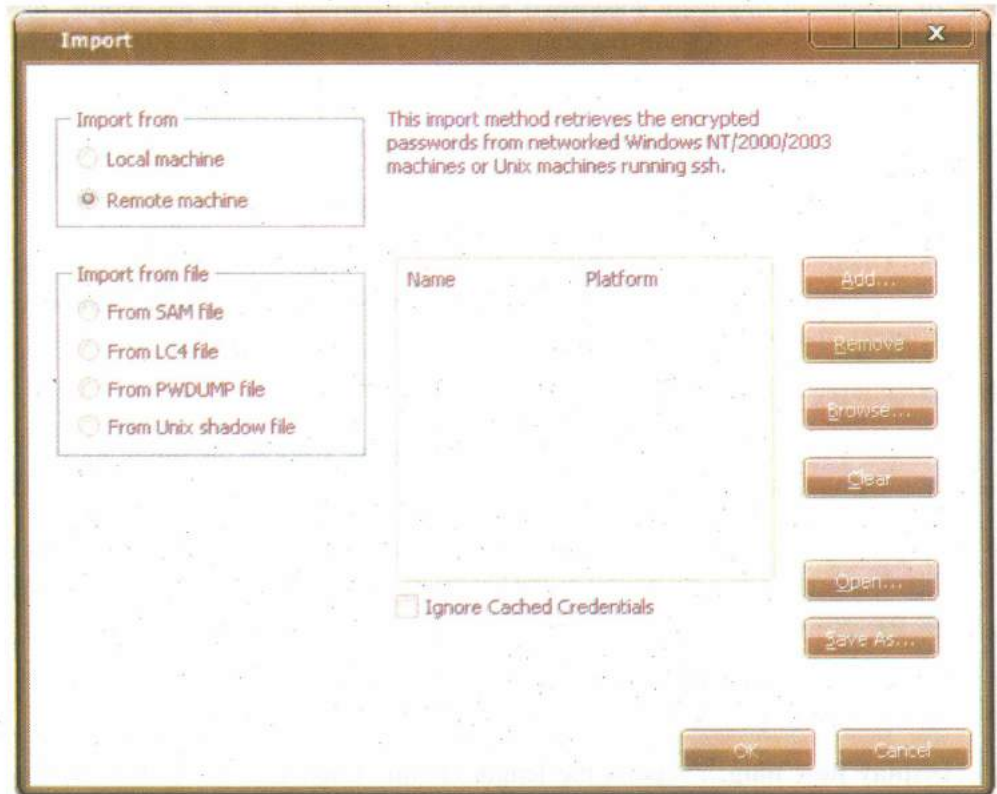 Import
X
Import from
Local machine
Remote machine
This import method retrieves the encrypted
passwords from networked Windows NT/2000/2003
machines or Unix machines running ssh.
Import from file
From SAM file
From LC4 file
From PWDUMP file
From Unix shadow file
Name Platform
Add...
Remove
Browse...
Clear
Open...
Save As...
Ignore Cached Credentials
OK Cancel